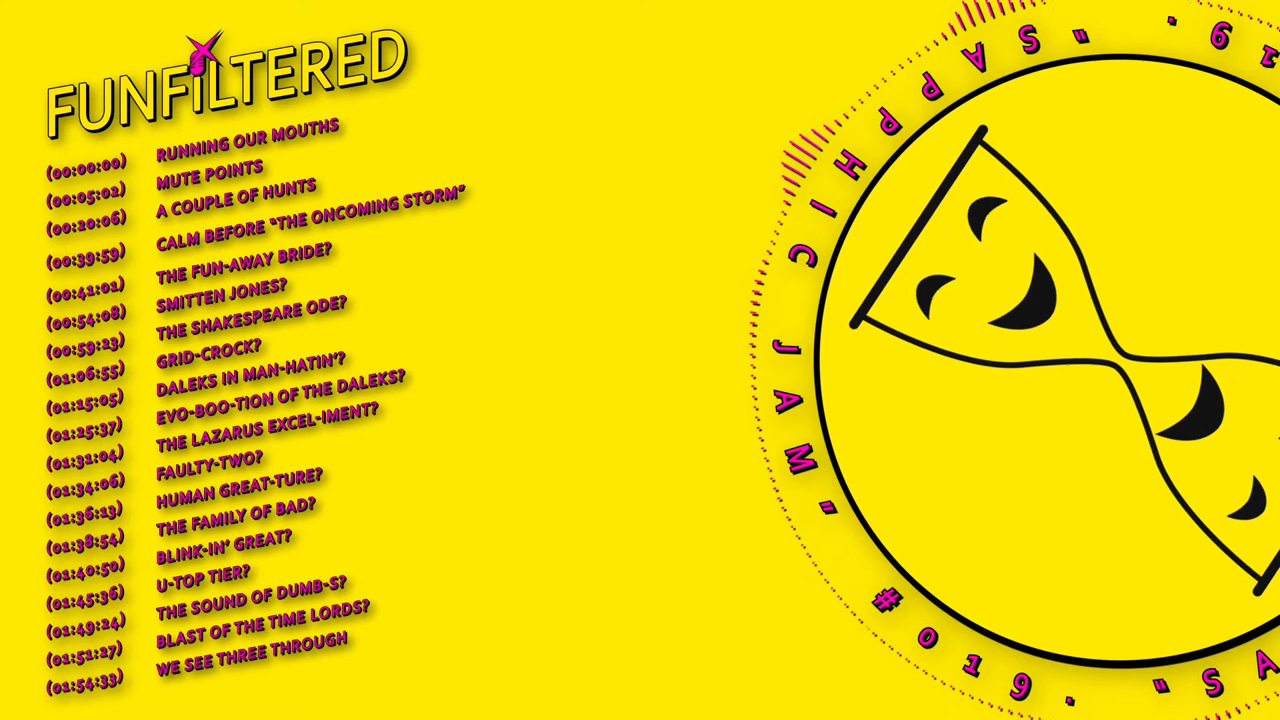 FUNFiLTERED
(00:00:00) RUNNING OUR MOUTHS
(00:05:02) MUTE POINTS
(00:20:06) A COUPLE OF HUNTS
(00:39:59) CALM BEFORE "THE ONCOMING STORM"
(00:41:01) THE FUN-AWAY BRIDE?
(00:54:08) SMITTEN JONES?
(00:59:23) THE SHAKESPEARE ODE?
(01:06:55) GRID-CROCK?
(01:15:05) DALEKS IN MAN-HATIN'?
(01:25:37) EVO-BOO-TION OF THE DALEKS?
(01:31:04) THE LAZARUS EXCEL-IMENT?
(01:34:06) FAULTY-TWO?
(01:36:13) HUMAN GREAT-TURE?
(01:38:54) THE FAMILY OF BAD?
(01:40:50) BLINK-IN' GREAT?
(01:45:36) U-TOP TIER?
(01:49:24) THE SOUND OF DUMB-S?
(01:51:27) BLAST OF THE TIME LORDS?
(01:54:33) WE SEE THREE THROUGH
#019. "SAPPHIC JAM"
#019. "SA
19.